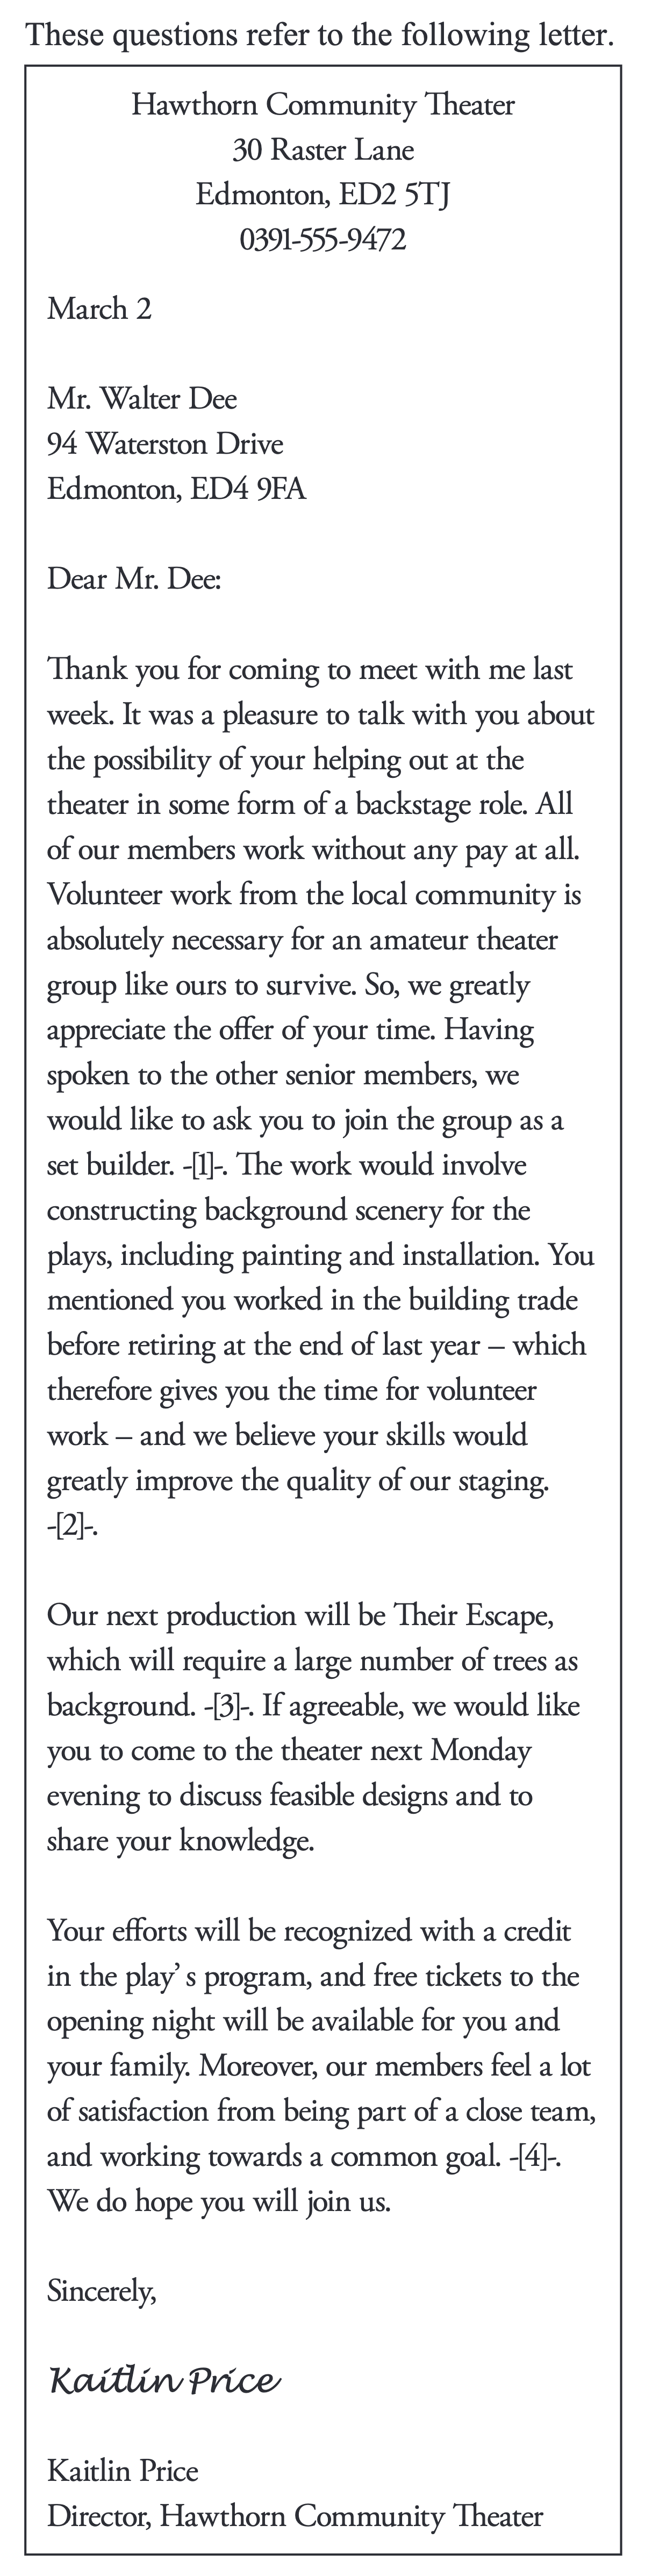 These questions refer to the following letter.
Hawthorn Community Theater
30 Raster Lane
Edmonton, ED2 5TJ
0391-555-9472
March 2
Mr. Walter Dee
94 Waterston Drive
Edmonton, ED4 9FA
Dear Mr. Dee:
Thank you for coming to meet with me last
week. It was a pleasure to talk with you about
the possibility of your helping out at the
theater in some form of a backstage role. All
of our members work without any pay at all.
Volunteer work from the local community is
absolutely necessary for an amateur theater
group like ours to survive. So, we greatly
appreciate the offer of your time. Having
spoken to the other senior members, we
would like to ask you to join the group as a
set builder. -[1]-. The work would involve
constructing background scenery for the
plays, including painting and installation. You
mentioned you worked in the building trade
before retiring at the end of last year – which
therefore gives you the time for volunteer
work – and we believe your skills would
greatly improve the quality of our staging.
-[2]-.
Our next production will be Their Escape,
which will require a large number of trees as
background. -[3]-. If agreeable, we would like
you to come to the theater next Monday
evening to discuss feasible designs and to
share your knowledge.
Your efforts will be recognized with a credit
in the play’ s program, and free tickets to the
opening night will be available for you and
your family. Moreover, our members feel a lot
of satisfaction from being part of a close team,
and working towards a common goal. -[4]-.
We do hope you will join us.
Sincerely,
Kaitlin Price
Kaitlin Price
Director, Hawthorn Community Theater